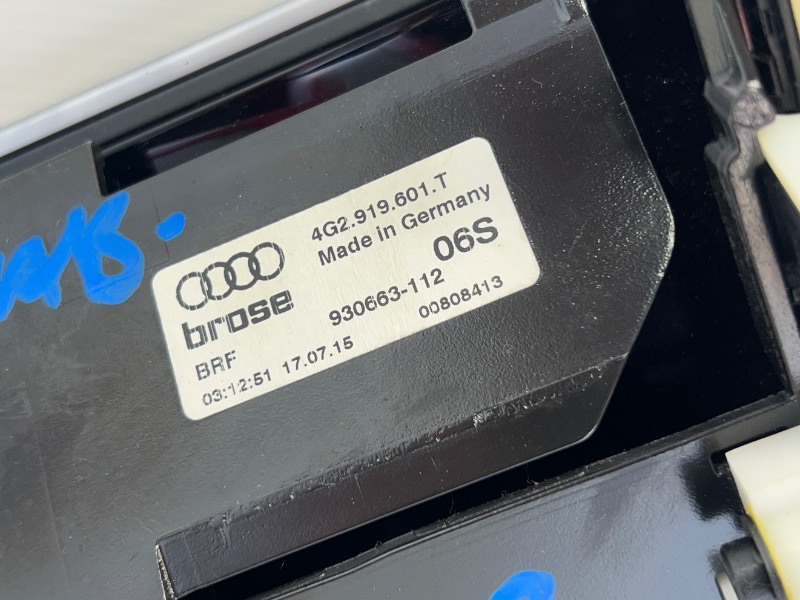 4G2.919.601.T
Made in Germany
brose
06S
930663-112
BRF
00808413
03:12:51 17.07.15